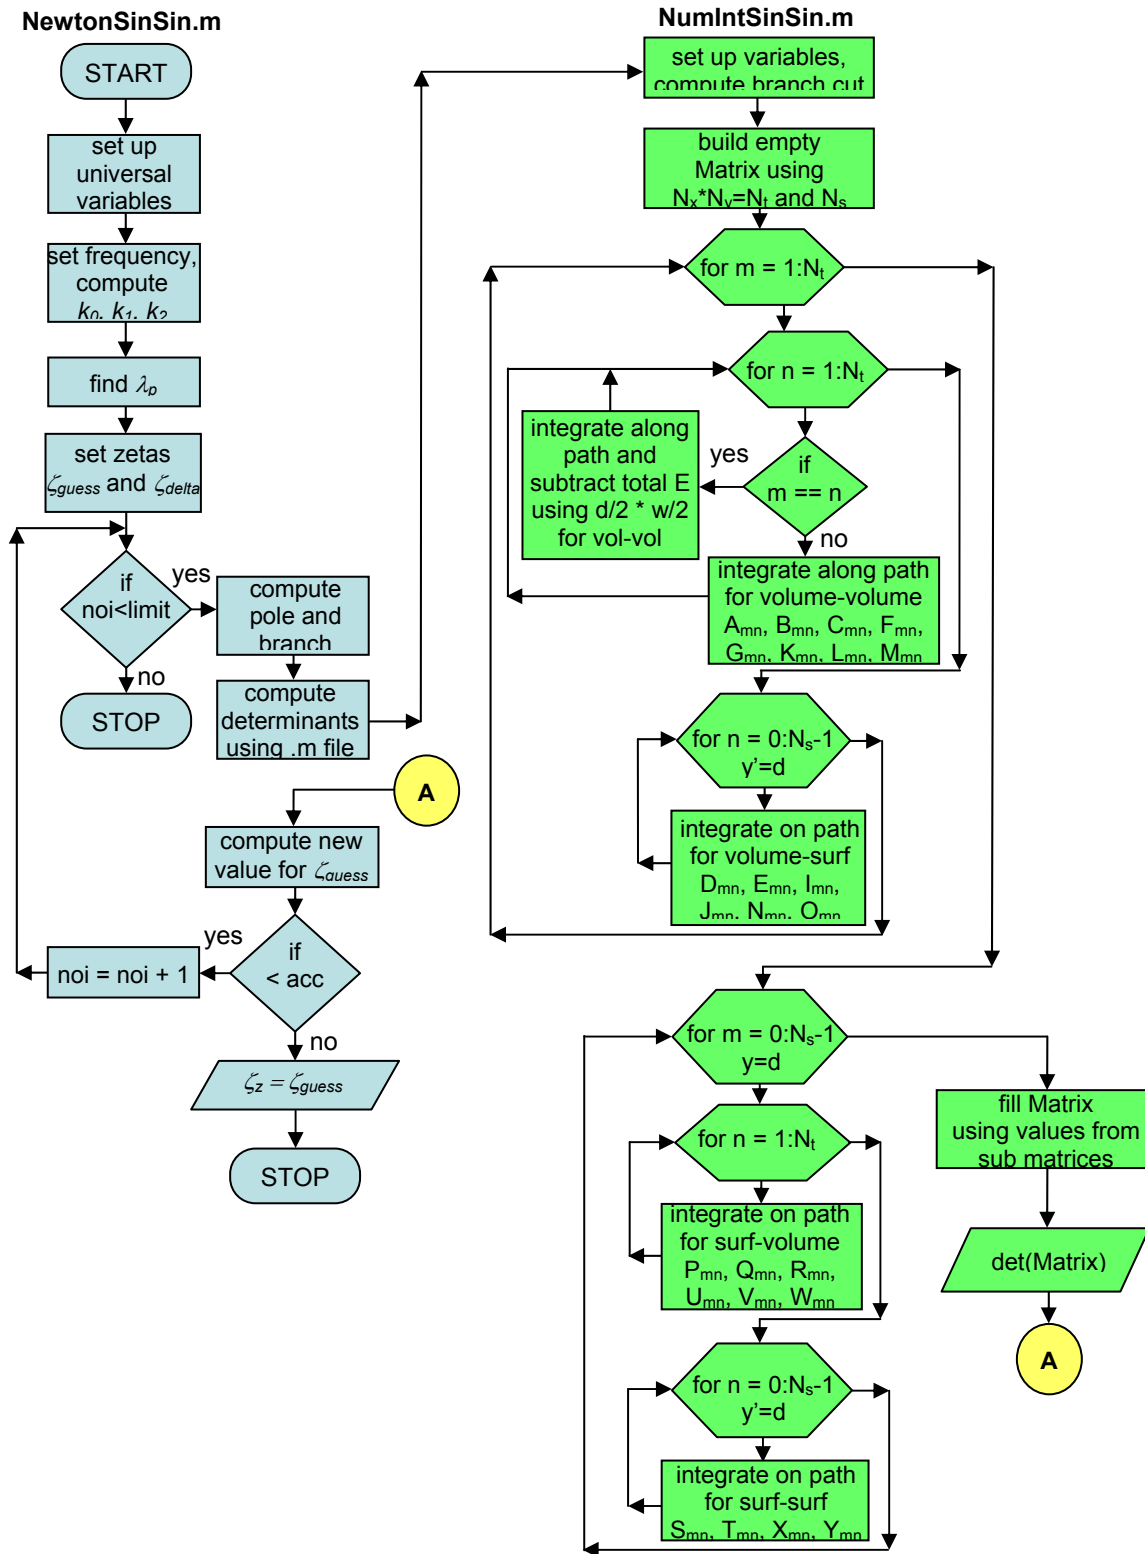 NewtonSinSin.m
START
set up
universal
variables
set frequency,
compute
k₀, k₁, k₂
find λₚ
set zetas
ζguess and ζdelta
if
noi<limit
yes
no
STOP
compute
pole and
branch
compute
determinants
using .m file
A
compute new
value for ζguess
if
< acc
yes
noi = noi + 1
no
ζz = ζguess
STOP
NumIntSinSin.m
set up variables,
compute branch cut
build empty
Matrix using
Nx*Ny=Nt and Ns
for m = 1:Nt
for n = 1:Nt
if
m == n
yes
integrate along
path and
subtract total E
using d/2 * w/2
for vol-vol
no
integrate along path
for volume-volume
Amn, Bmn, Cmn, Fmn,
Gmn, Kmn, Lmn, Mmn
for n = 0:Ns-1
y'=d
integrate on path
for volume-surf
Dmn, Emn, Imn,
Jmn, Nmn, Omn
for m = 0:Ns-1
y=d
for n = 1:Nt
integrate on path
for surf-volume
Pmn, Qmn, Rmn,
Umn, Vmn, Wmn
for n = 0:Ns-1
y'=d
integrate on path
for surf-surf
Smn, Tmn, Xmn, Ymn
fill Matrix
using values from
sub matrices
det(Matrix)
A